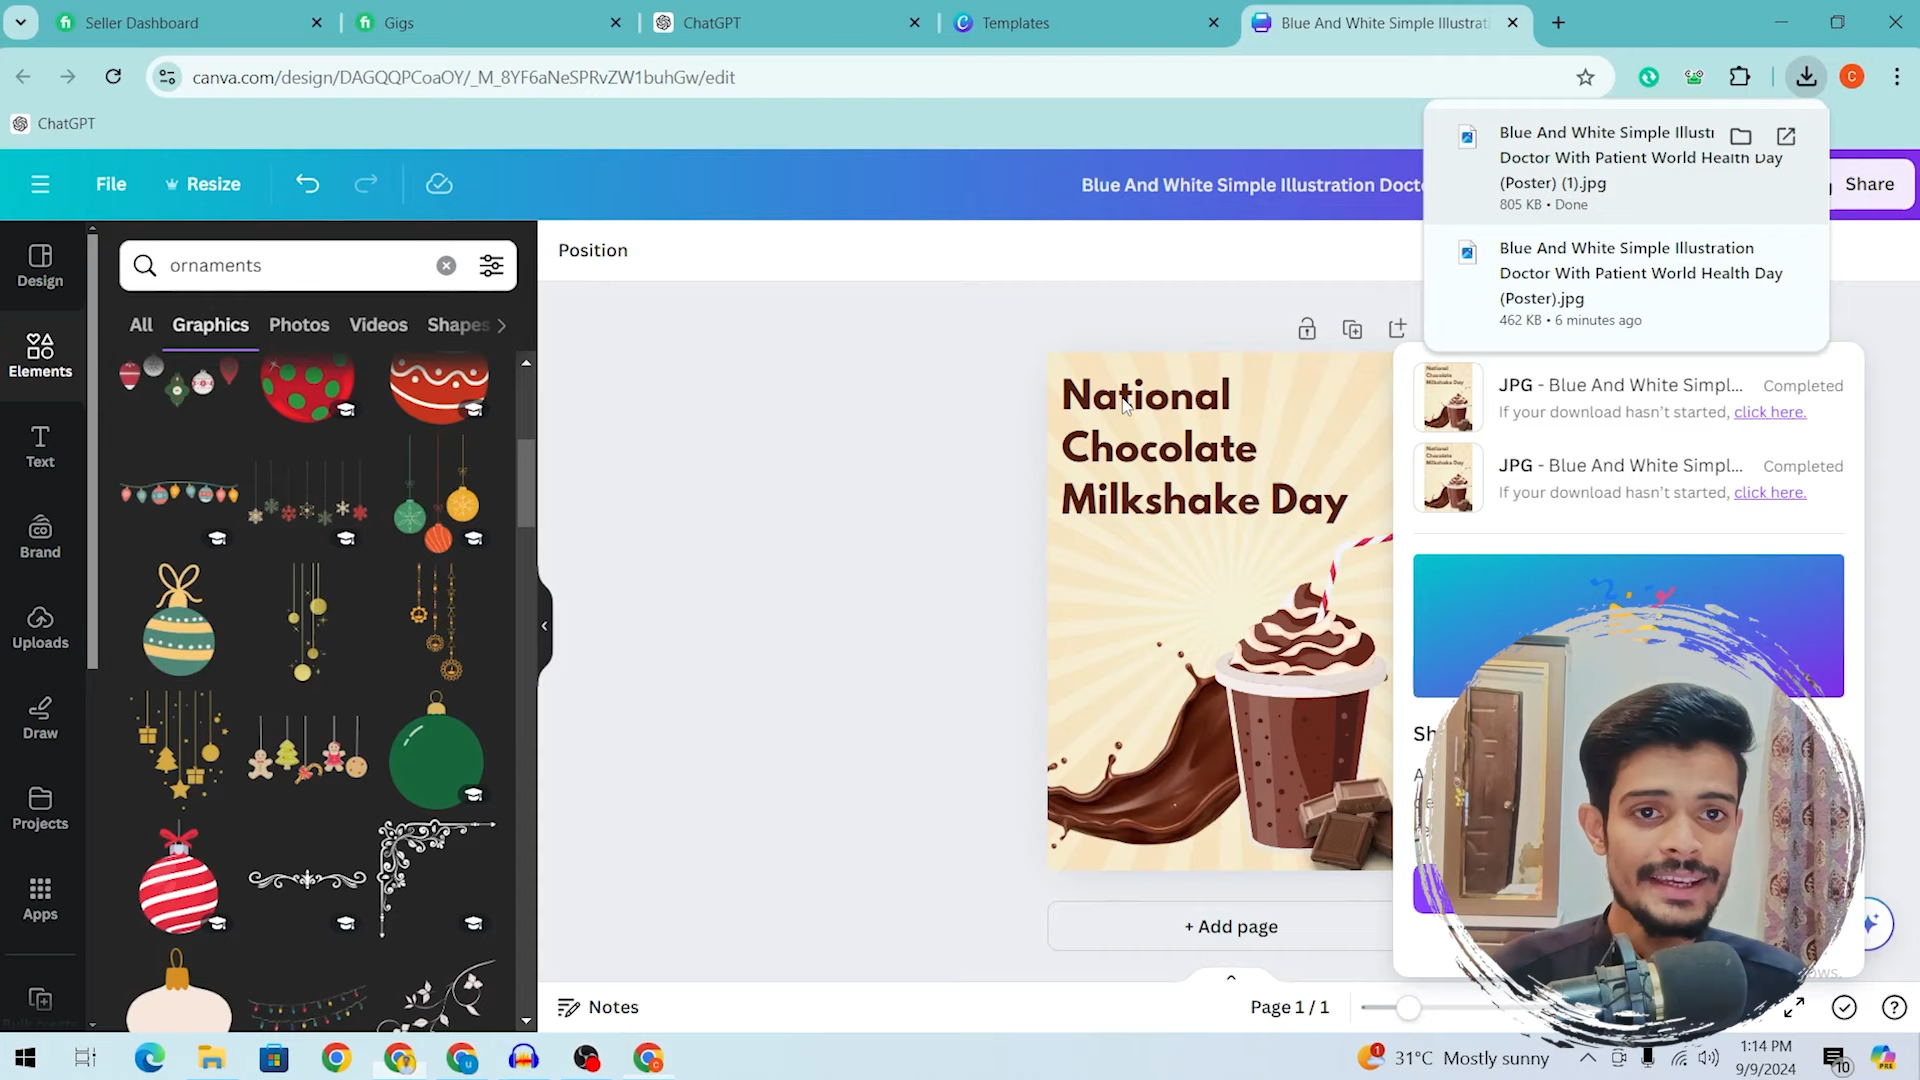 Seller Dashboard
Gigs
ChatGPT
Templates
Blue And White Simple Illustrati
canva.com/design/DAGQQPCoaOY/_M_8YF6aNeSPRvZW1buhGw/edit
C
ChatGPT
File
Resize
Blue And White Simple Illustration Docto
Share
Blue And White Simple Illustr
Doctor With Patient World Health Day
(Poster) (1).jpg
805 KB • Done
Blue And White Simple Illustration
Doctor With Patient World Health Day
(Poster).jpg
462 KB • 6 minutes ago
Design
Elements
Text
Brand
Uploads
Draw
Projects
Apps
ornaments
All
Graphics
Photos
Videos
Shapes
Position
National
Chocolate
Milkshake Day
JPG - Blue And White Simpl...
Completed
If your download hasn't started, click here.
JPG - Blue And White Simpl...
Completed
If your download hasn't started, click here.
Sh
+ Add page
Notes
Page 1 / 1
31°C Mostly sunny
1:14 PM
9/9/2024
10